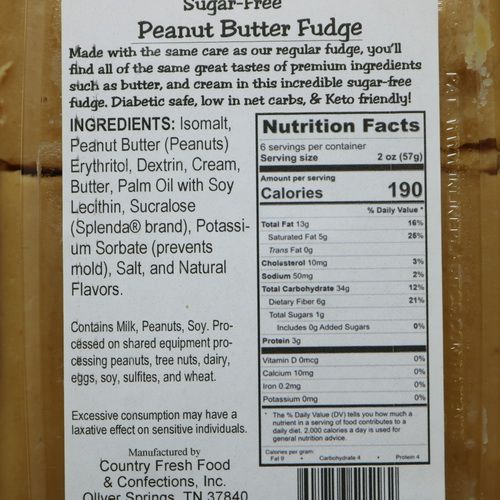 Sugar-Free
Peanut Butter Fudge
Made with the same care as our regular fudge, you'll
find all of the same great tastes of premium ingredients
such as butter, and cream in this incredible sugar-free
fudge. Diabetic safe, low in net carbs, & Keto friendly!
INGREDIENTS: Isomalt,
Peanut Butter (Peanuts)
Erythritol, Dextrin, Cream,
Butter, Palm Oil with Soy
Lecithin, Sucralose
(Splenda® brand), Potassi-
um Sorbate (prevents
mold), Salt, and Natural
Flavors.
Contains Milk, Peanuts, Soy. Pro-
cessed on shared equipment pro-
cessing peanuts, tree nuts, dairy,
eggs, soy, sulfites, and wheat.
Excessive consumption may have a
laxative effect on sensitive individuals.
Manufactured by
Country Fresh Food
& Confections, Inc.
Oliver Springs, TN 37840
Nutrition Facts
6 servings per container
Serving size 2 oz (57g)
Amount per serving
Calories 190
% Daily Value *
Total Fat 13g 16%
Saturated Fat 5g 25%
Trans Fat 0g
Cholesterol 10mg 3%
Sodium 50mg 2%
Total Carbohydrate 34g 12%
Dietary Fiber 6g 21%
Total Sugars 1g
Includes 0g Added Sugars 0%
Protein 3g
Vitamin D 0mcg 0%
Calcium 10mg 0%
Iron 0.2mg 0%
Potassium 0mg 0%
* The % Daily Value (DV) tells you how much a
nutrient in a serving of food contributes to a
daily diet. 2,000 calories a day is used for
general nutrition advice.
Calories per gram:
Fat 9 • Carbohydrate 4 • Protein 4